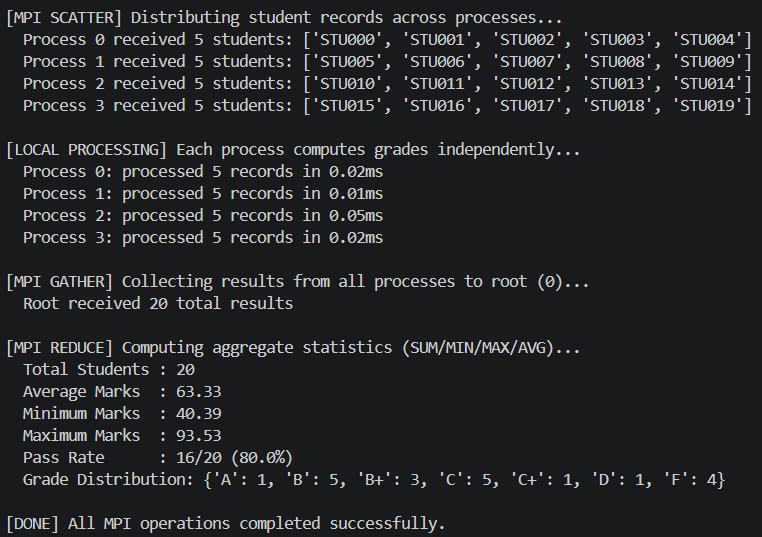 [MPI SCATTER] Distributing student records across processes...
  Process 0 received 5 students: ['STU000', 'STU001', 'STU002', 'STU003', 'STU004']
  Process 1 received 5 students: ['STU005', 'STU006', 'STU007', 'STU008', 'STU009']
  Process 2 received 5 students: ['STU010', 'STU011', 'STU012', 'STU013', 'STU014']
  Process 3 received 5 students: ['STU015', 'STU016', 'STU017', 'STU018', 'STU019']

[LOCAL PROCESSING] Each process computes grades independently...
  Process 0: processed 5 records in 0.02ms
  Process 1: processed 5 records in 0.01ms
  Process 2: processed 5 records in 0.05ms
  Process 3: processed 5 records in 0.02ms

[MPI GATHER] Collecting results from all processes to root (0)...
  Root received 20 total results

[MPI REDUCE] Computing aggregate statistics (SUM/MIN/MAX/AVG)...
  Total Students : 20
  Average Marks  : 63.33
  Minimum Marks  : 40.39
  Maximum Marks  : 93.53
  Pass Rate      : 16/20 (80.0%)
  Grade Distribution: {'A': 1, 'B': 5, 'B+': 3, 'C': 5, 'C+': 1, 'D': 1, 'F': 4}

[DONE] All MPI operations completed successfully.